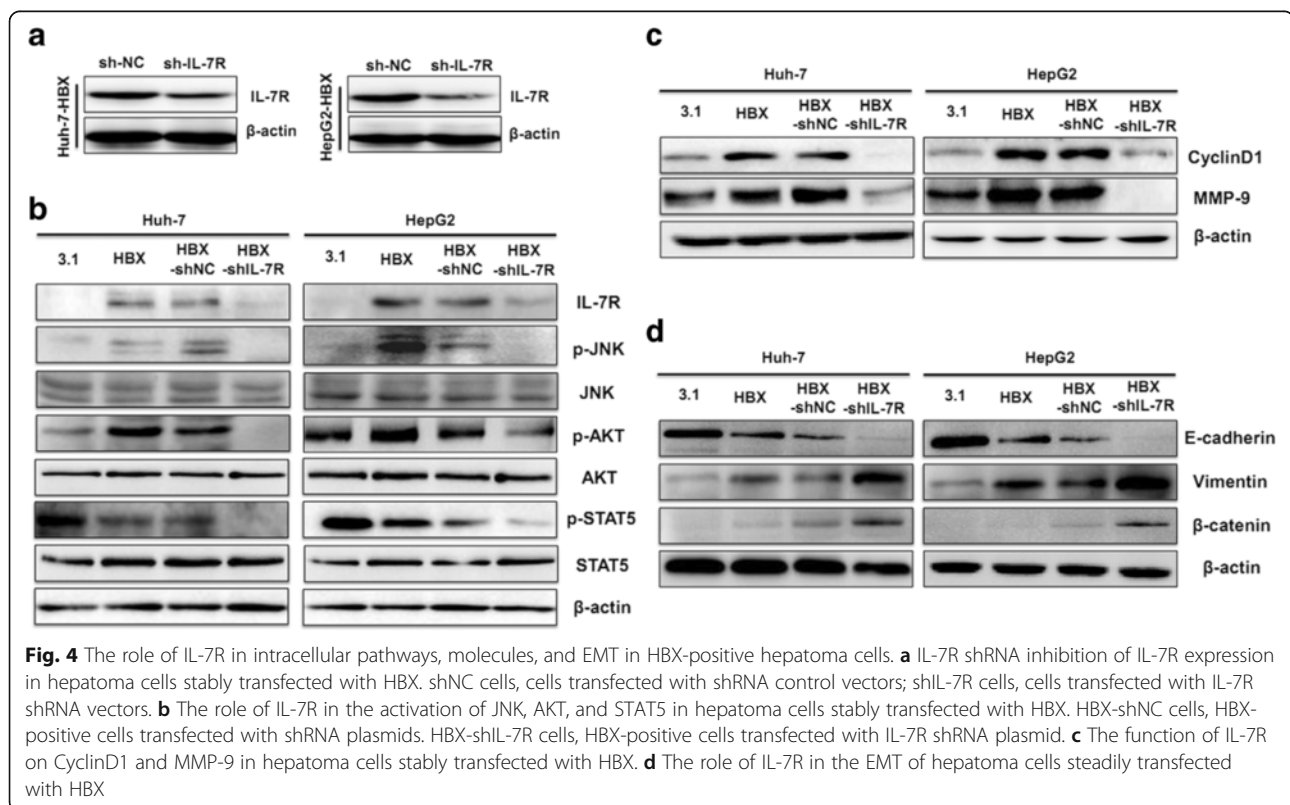 a
sh-NC sh-IL-7R
Huh-7-HBX
IL-7R
β-actin
sh-NC sh-IL-7R
HepG2-HBX
IL-7R
β-actin
b
Huh-7 HepG2
3.1 HBX HBX -shNC HBX -shIL-7R 3.1 HBX HBX -shNC HBX -shIL-7R
IL-7R
p-JNK
JNK
p-AKT
AKT
p-STAT5
STAT5
β-actin
c
Huh-7 HepG2
3.1 HBX HBX -shNC HBX -shIL-7R 3.1 HBX HBX -shNC HBX -shIL-7R
CyclinD1
MMP-9
β-actin
d
Huh-7 HepG2
3.1 HBX HBX -shNC HBX -shIL-7R 3.1 HBX HBX -shNC HBX -shIL-7R
E-cadherin
Vimentin
β-catenin
β-actin
Fig. 4 The role of IL-7R in intracellular pathways, molecules, and EMT in HBX-positive hepatoma cells. a IL-7R shRNA inhibition of IL-7R expression
in hepatoma cells stably transfected with HBX. shNC cells, cells transfected with shRNA control vectors; shIL-7R cells, cells transfected with IL-7R
shRNA vectors. b The role of IL-7R in the activation of JNK, AKT, and STAT5 in hepatoma cells stably transfected with HBX. HBX-shNC cells, HBX-
positive cells transfected with shRNA plasmids. HBX-shIL-7R cells, HBX-positive cells transfected with IL-7R shRNA plasmid. c The function of IL-7R
on CyclinD1 and MMP-9 in hepatoma cells stably transfected with HBX. d The role of IL-7R in the EMT of hepatoma cells steadily transfected
with HBX